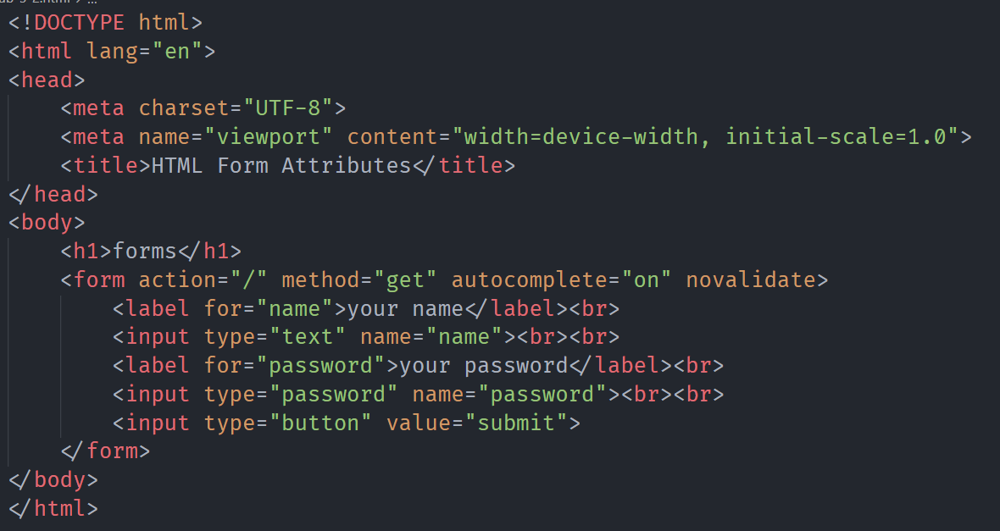 <!DOCTYPE html>
<html lang="en">
<head>
    <meta charset="UTF-8">
    <meta name="viewport" content="width=device-width, initial-scale=1.0">
    <title>HTML Form Attributes</title>
</head>
<body>
    <h1>forms</h1>
    <form action="/" method="get" autocomplete="on" novalidate>
        <label for="name">your name</label><br>
        <input type="text" name="name"><br><br>
        <label for="password">your password</label><br>
        <input type="password" name="password"><br><br>
        <input type="button" value="submit">
    </form>
</body>
</html>